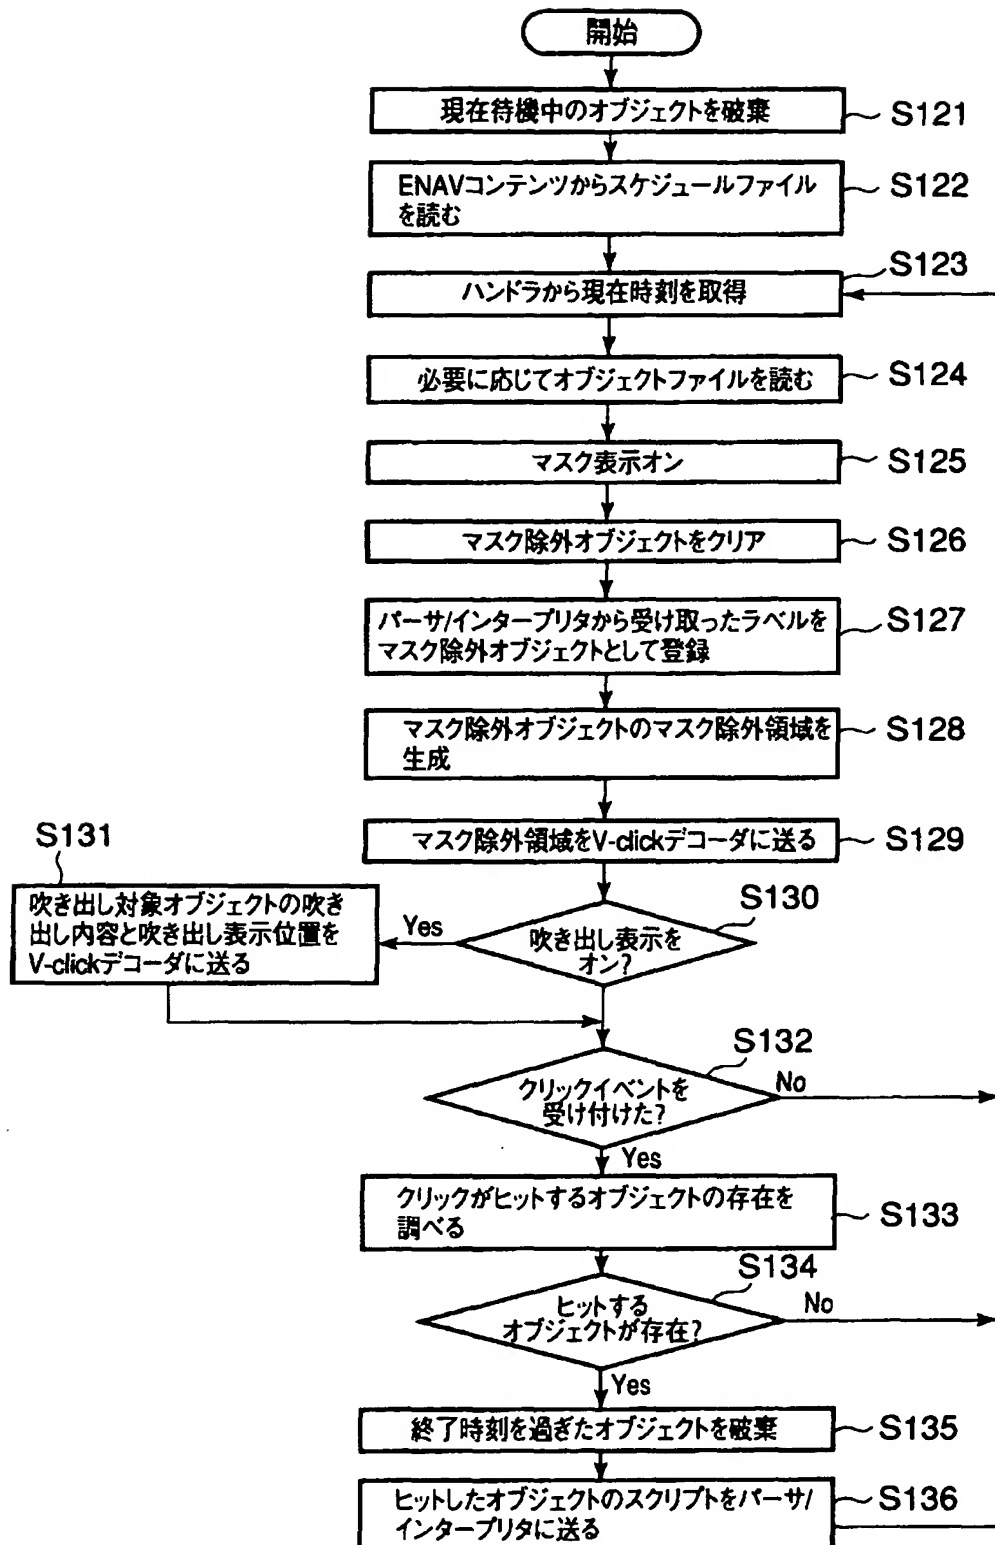 開始
現在待機中のオブジェクトを破棄
S121
ENAVコンテンツからスケジュールファイル
を読む
S122
ハンドラから現在時刻を取得
S123
必要に応じてオブジェクトファイルを読む
S124
マスク表示オン
S125
マスク除外オブジェクトをクリア
S126
パーサ/インタープリタから受け取ったラベルを
マスク除外オブジェクトとして登録
S127
マスク除外オブジェクトのマスク除外領域を
生成
S128
マスク除外領域をV-clickデコーダに送る
S129
S130
吹き出し表示を
オン?
Yes
S131
吹き出し対象オブジェクトの吹き
出し内容と吹き出し表示位置を
V-clickデコーダに送る
S132
クリックイベントを
受け付けた?
No
Yes
クリックがヒットするオブジェクトの存在を
調べる
S133
S134
ヒットする
オブジェクトが存在?
No
Yes
終了時刻を過ぎたオブジェクトを破棄
S135
ヒットしたオブジェクトのスクリプトをパーサ/
インタープリタに送る
S136